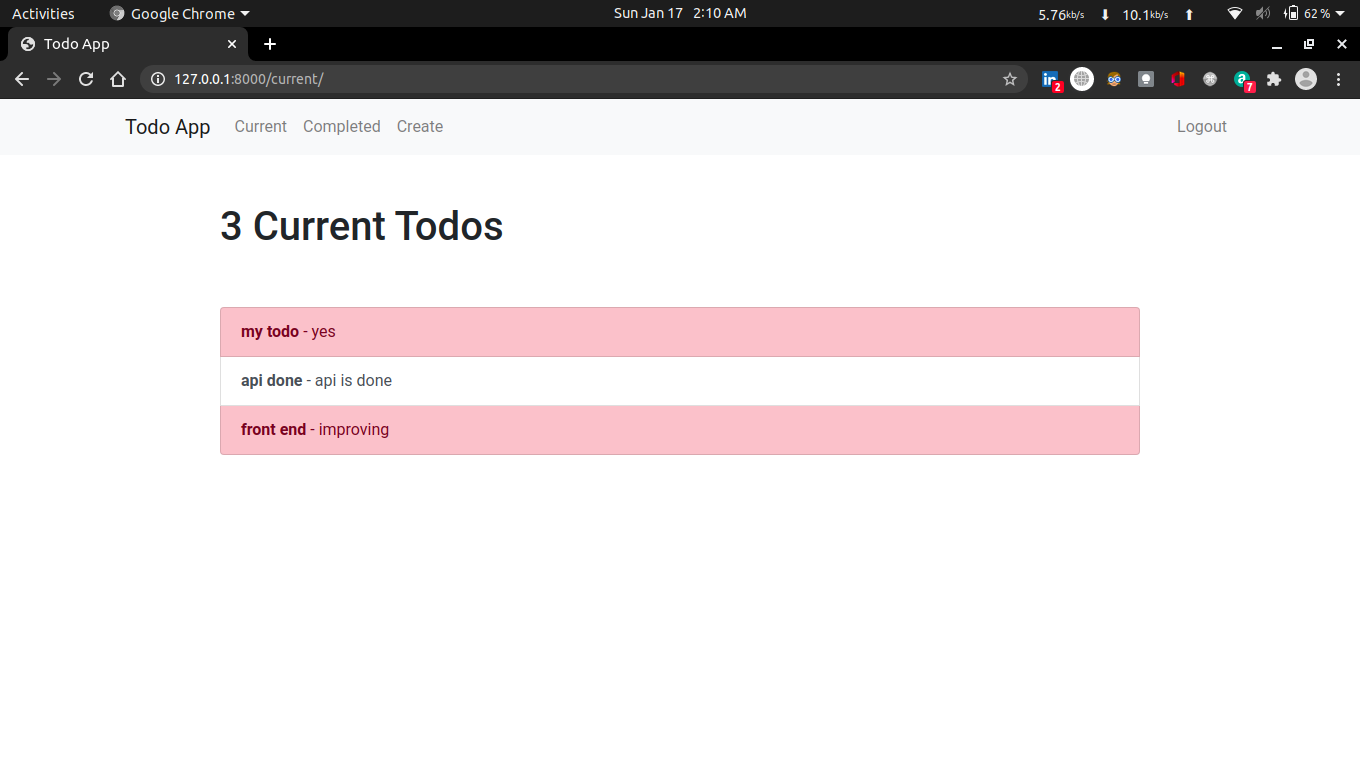 Activities Google Chrome Sun Jan 17 2:10 AM 5.76kb/s 10.1kb/s 62 %
Todo App
127.0.0.1:8000/current/ 2 7
Todo App Current Completed Create Logout
3 Current Todos
my todo - yes
api done - api is done
front end - improving